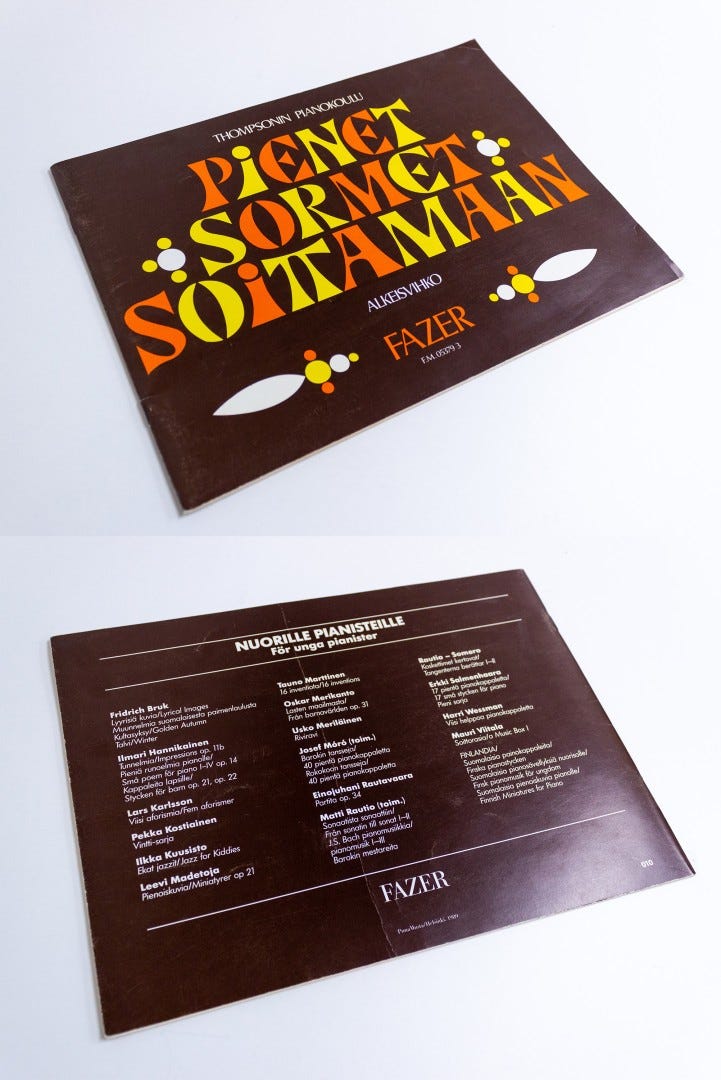 THOMPSONIN PIANOKOULU
PIENET
SORMET
SOITTAMAAN
ALKEISVIHKO
FAZER
F.M. 05379-3
NUORILLE PIANISTEILLE
För unga pianister
Fridrich Bruk
Lyyrisiä kuvia/Lyrical Images
Muunnelmia suomalaisesta paimenlaulusta
Kultasyksy/Golden Autumn
Talvi/Winter
Ilmari Hannikainen
Tunnelmia/Impressions op. 11b
Pieniä runoelmia pianolle/
Små poem för piano I–IV op. 14
Kappaleita lapsille/
Stycken för barn op. 21, op. 22
Lars Karlsson
Viisi aforismia/Fem aforismer
Pekka Kostiainen
Vintti-sarja
Ilkka Kuusisto
Ekat jazzit/Jazz for Kiddies
Leevi Madetoja
Pienoiskuvia/Miniatyrer op 21
Tauno Marttinen
16 inventiota/16 inventions
Oskar Merikanto
Lasten maailmasta/
Från barnavärlden op. 31
Usko Meriläinen
Riviravi
Josef Móró (toim.)
Barokin tansseja/
40 pientä pianokappaletta
Rokokoon tansseja/
40 pientä pianokappaletta
Einojuhani Rautavaara
Partita op. 34
Matti Rautio (toim.)
Sonaatista sonaattiin/
Från sonatin till sonat I–II
J.S. Bach pianomusiikkia/
pianomusik I–III
Barokin mestareita
Rautio – Somero
Koskettimet kertovat/
Tangenterna berättar I–II
Erkki Salmenhaara
17 pientä pianokappaletta/
17 små stycken för piano
Pieni sarja
Harri Wessman
Viisi helppoa pianokappaletta
Mauri Viitala
Soittorasia/a Music Box I
FINLANDIA/
Suomalaisia painokappaleita/
Finska pianostycken
Suomalaisia pianosävellyksiä nuorisolle/
Finsk pianomusik för ungdom
Suomalaisia pienoiskuvia pianolle/
Finnish Miniatures for Piano
010
FAZER
PunaMusta/Helsinki, 1989